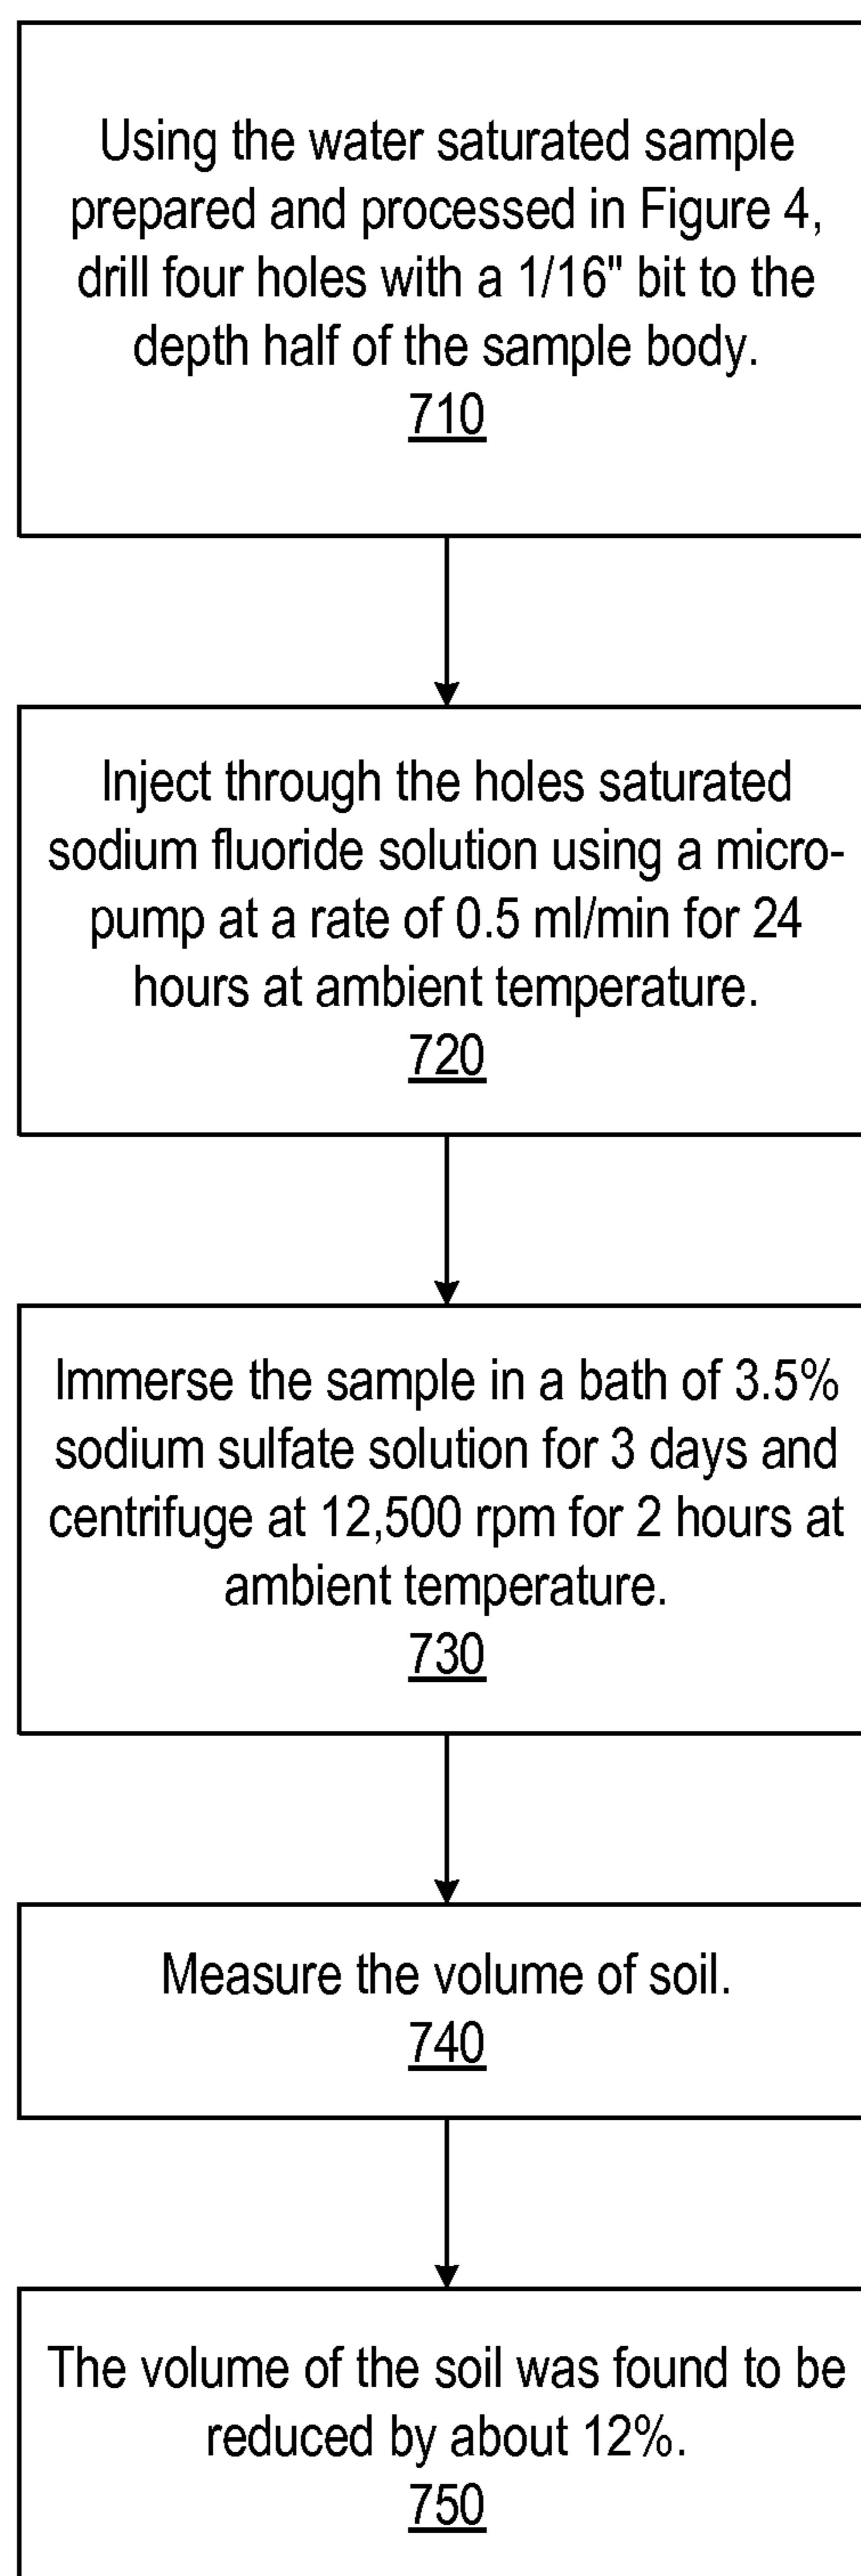 Using the water saturated sample
prepared and processed in Figure 4,
drill four holes with a 1/16" bit to the
depth half of the sample body.
710
Inject through the holes saturated
sodium fluoride solution using a micro-
pump at a rate of 0.5 ml/min for 24
hours at ambient temperature.
720
Immerse the sample in a bath of 3.5%
sodium sulfate solution for 3 days and
centrifuge at 12,500 rpm for 2 hours at
ambient temperature.
730
Measure the volume of soil.
740
The volume of the soil was found to be
reduced by about 12%.
750